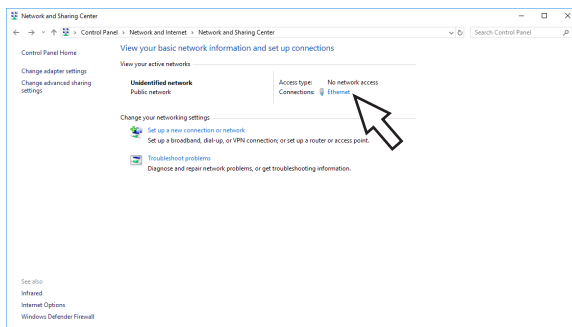 Network and Sharing Center
Control Panel > Network and Internet > Network and Sharing Center
Search Control Panel
Control Panel Home
Change adapter settings
Change advanced sharing
settings
View your basic network information and set up connections
View your active networks
Unidentified network
Public network
Access type: No network access
Connections: Ethernet
Change your networking settings
Set up a new connection or network
Set up a broadband, dial-up, or VPN connection; or set up a router or access point.
Troubleshoot problems
Diagnose and repair network problems, or get troubleshooting information.
See also
Infrared
Internet Options
Windows Defender Firewall